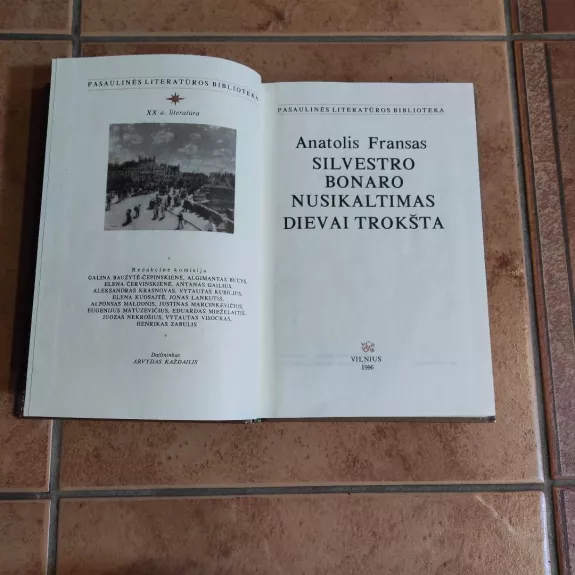 PASAULINĖS LITERATŪROS BIBLIOTEKA
XX a. literatūra
Redakcinė komisija
GALINA BAUŽYTĖ-ČEPINSKIENĖ, ALGIMANTAS BUČYS,
ELENA ČERVINSKIENĖ, ANTANAS GAILIUS,
ALEKSANDRAS KRASNOVAS, VYTAUTAS KUBILIUS,
ELENA KUOSAITĖ, JONAS LANKUTIS,
ALFONSAS MALDONIS, JUSTINAS MARCINKEVIČIUS,
EUGENIJUS MATUZEVIČIUS, EDUARDAS MIEŽELAITIS,
JUOZAS NEKROŠIUS, VYTAUTAS VISOCKAS,
HENRIKAS ZABULIS
Dailininkas
ARVYDAS KAŽDAILIS
PASAULINĖS LITERATŪROS BIBLIOTEKA
Anatolis Fransas
SILVESTRO
BONARO
NUSIKALTIMAS
DIEVAI TROKŠTA
VILNIUS
1996